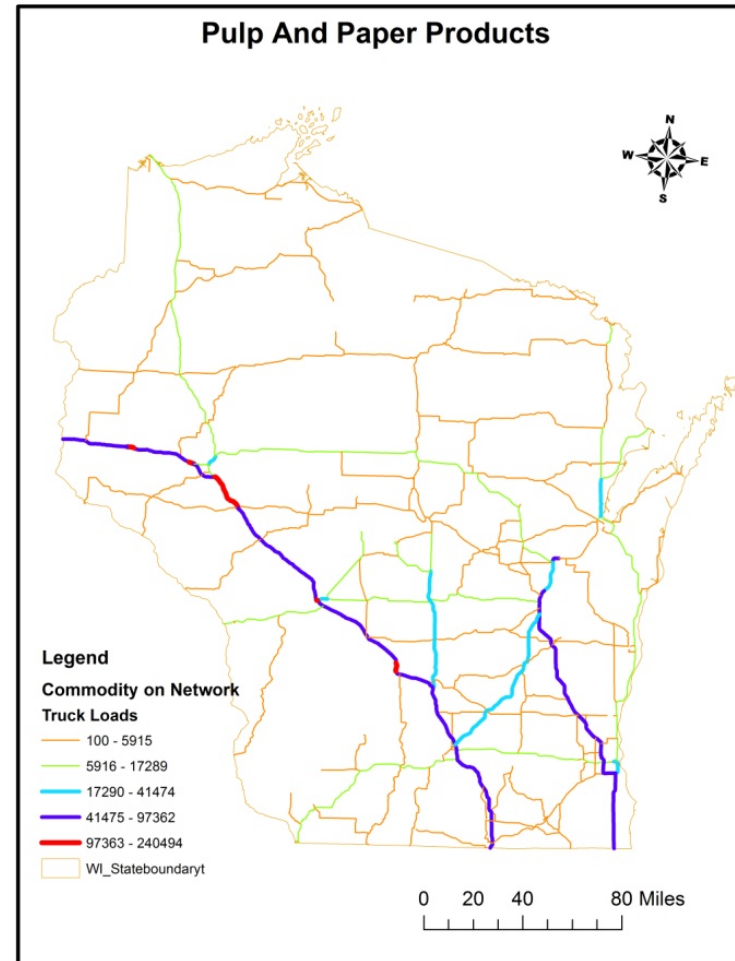 Pulp And Paper Products
N
W E
S
Legend
Commodity on Network
Truck Loads
100 - 5915
5916 - 17289
17290 - 41474
41475 - 97362
97363 - 240494
WI_Stateboundaryt
0 20 40 80 Miles